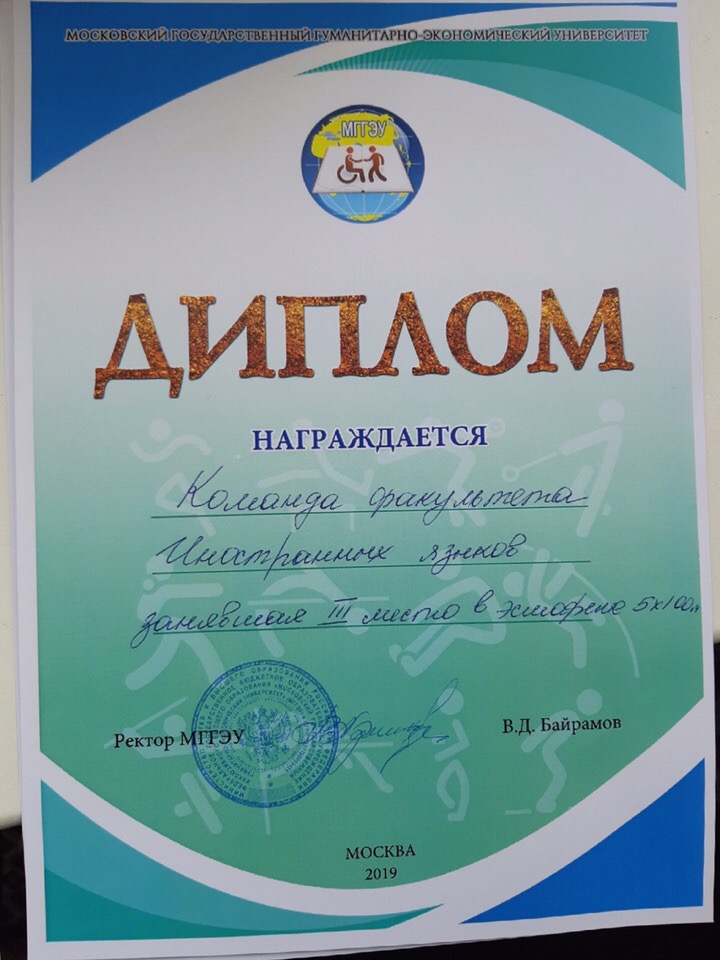 МОСКОВСКИЙ ГОСУДАРСТВЕННЫЙ ГУМАНИТАРНО-ЭКОНОМИЧЕСКИЙ УНИВЕРСИТЕТ
МГГЭУ
ДИПЛОМ
НАГРАЖДАЕТСЯ
Команда факультета
Иностранных языков
занявшая III место в эстафете 5х100м
Ректор МГГЭУ
В.Д. Байрамов
МОСКВА
2019